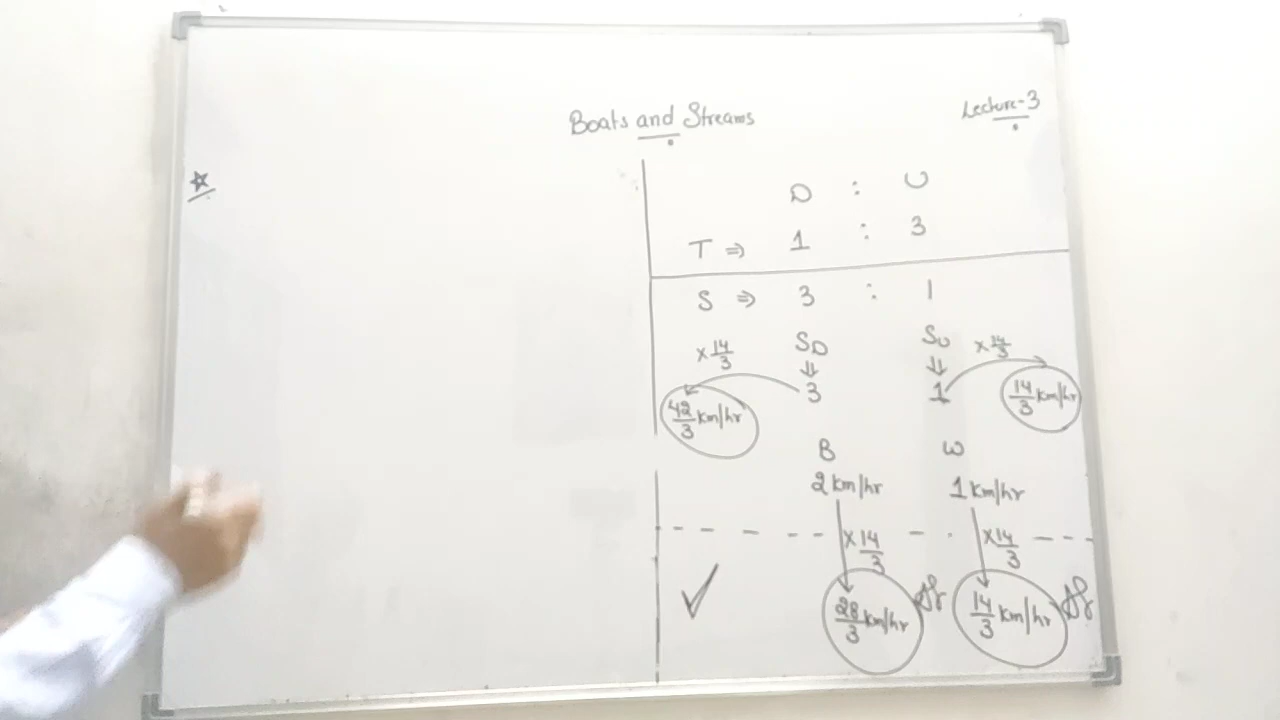 Boats and Streams
Lecture-3
D : U
T ⇒ 1 : 3
S ⇒ 3 : 1
S_D S_U
×14/3 ⇓ ⇓ ×14/3
42/3 km/hr 3 1 14/3 km/hr
B W
2 km/hr 1 km/hr
×14/3 ×14/3
✓ 28/3 km/hr 14/3 km/hr